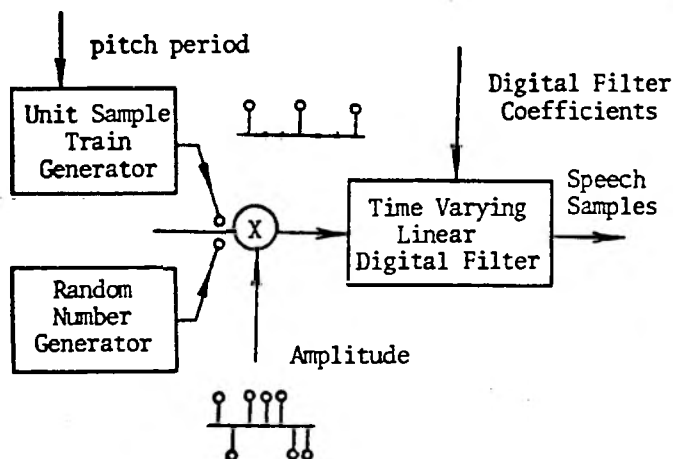 pitch period
Unit Sample
Train
Generator
Digital Filter
Coefficients
Speech
Samples
X
Time Varying
Linear
Digital Filter
Random
Number
Generator
Amplitude